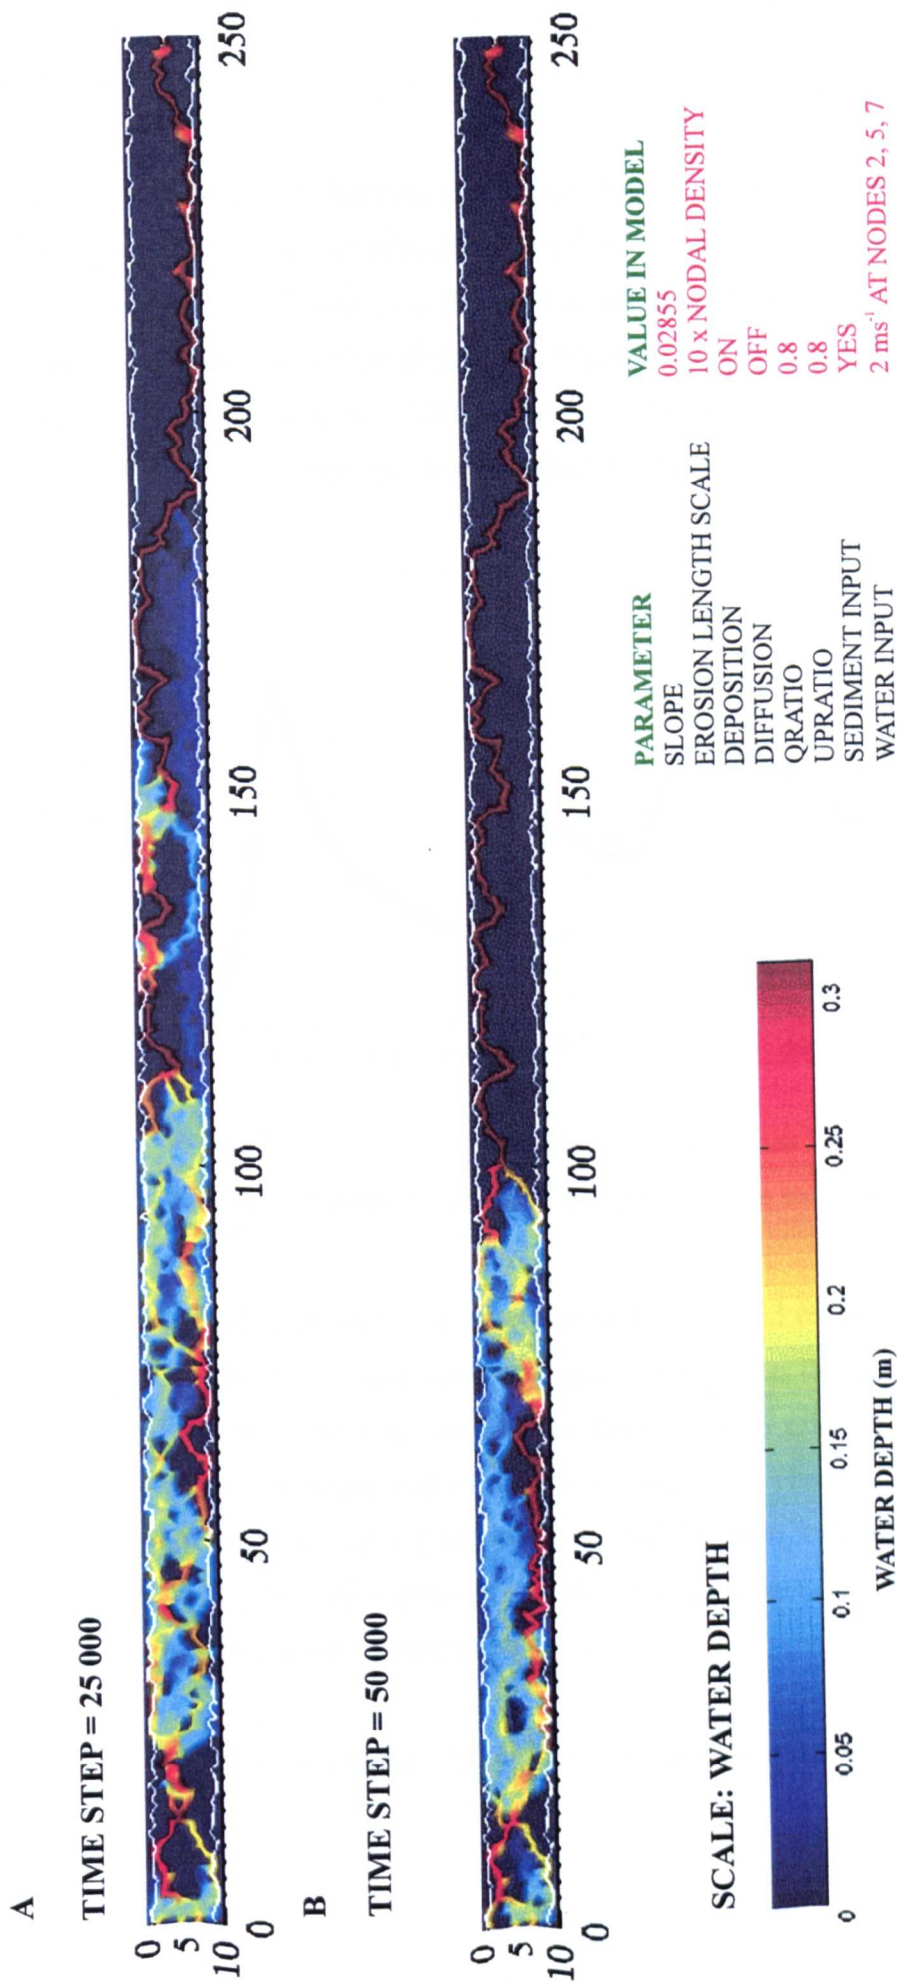 A
TIME STEP = 25 000
0
5
10
0 50 100 150 200 250
B
TIME STEP = 50 000
0
5
10
0 50 100 150 200 250
SCALE: WATER DEPTH
0 0.05 0.1 0.15 0.2 0.25 0.3
WATER DEPTH (m)
PARAMETER VALUE IN MODEL
SLOPE 0.02855
EROSION LENGTH SCALE 10 x NODAL DENSITY
DEPOSITION ON
DIFFUSION OFF
QRATIO 0.8
UPRATIO 0.8
SEDIMENT INPUT YES
WATER INPUT 2 ms⁻¹ AT NODES 2, 5, 7